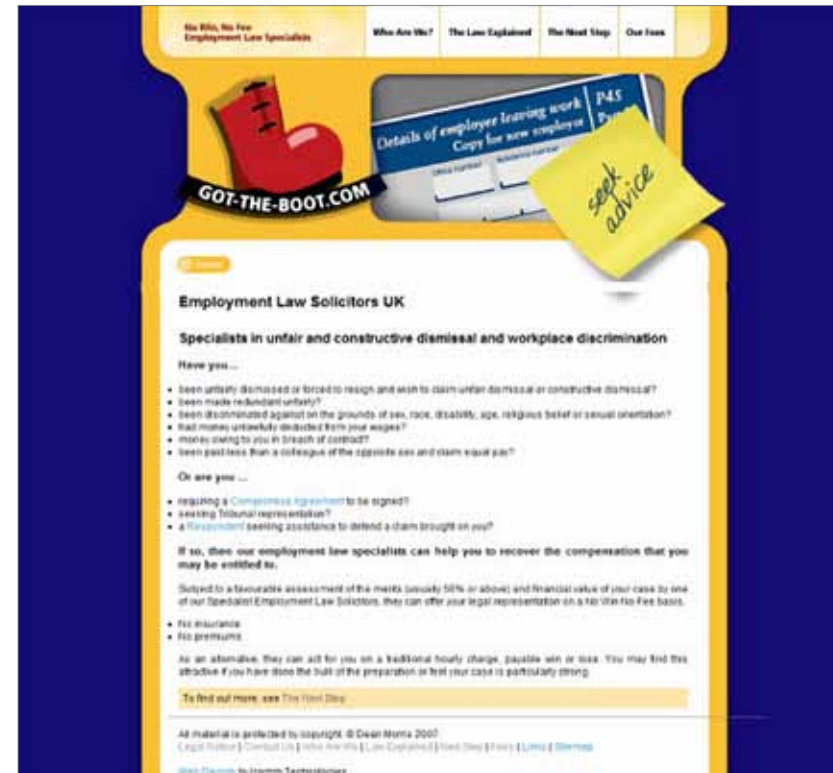 No Win, No Fee
Employment Law Specialists
Who Are We?
The Law Explained
The Next Step
Our Fees
Details of employee leaving work
Copy for new employer
P45
Office number
Reference number
seek
advice
GOT-THE-BOOT.COM
Employment Law Solicitors UK
Specialists in unfair and constructive dismissal and workplace discrimination
Have you...
been unfairly dismissed or forced to resign and wish to claim unfair dismissal or constructive dismissal?
been made redundant unfairly?
been discriminated against on the grounds of sex, race, disability, age, religious belief or sexual orientation?
had money unlawfully deducted from your wages?
money owing to you in breach of contract?
been paid less than a colleague of the opposite sex and claim equal pay?
Or are you ...
requiring a Compromise Agreement to be signed?
seeking Tribunal representation?
a Respondent seeking assistance to defend a claim brought on you?
If so, then our employment law specialists can help you to recover the compensation that you
may be entitled to.
Subject to a favourable assessment of the merits (usually or above) and financial value of your case by one
of our Specialist Employment Law Solicitors, they can offer your legal representation on a No Win No Fee basis.
No insurance
No premiums
As an alternative, they can act for you on a traditional hourly charge, payable win or lose. You may find this
attractive if you have done the bulk of the preparation or feel your case is particularly strong.
To find out more, see The Next Step
All material is protected by copyright. © Dean Morris 2007
Legal Notice | Contact Us | Who Are We | Law Explained | Next Step | Fees | Links | Sitemap
Web Design by Technologies